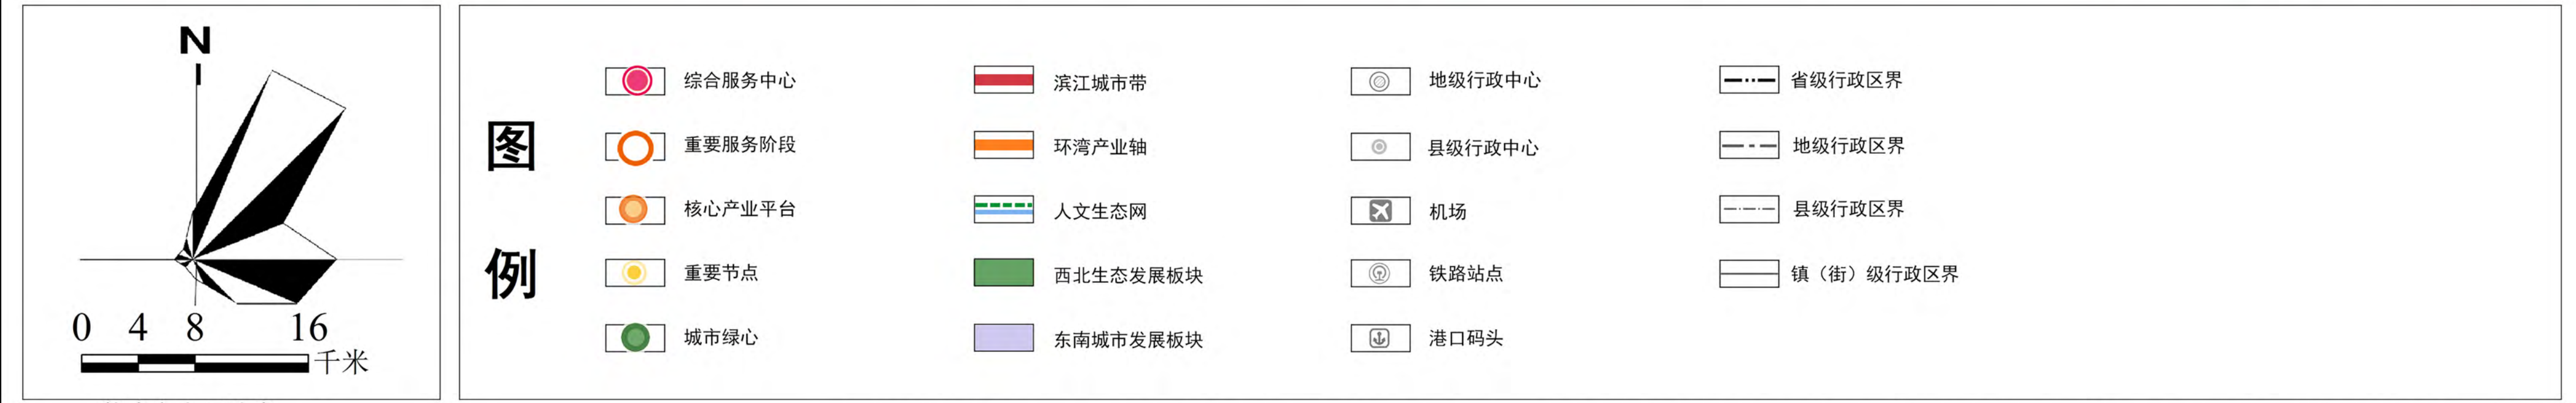 N
0 4 8 16
千米
图例
综合服务中心
重要服务阶段
核心产业平台
重要节点
城市绿心
滨江城市带
环湾产业轴
人文生态网
西北生态发展板块
东南城市发展板块
地级行政中心
县级行政中心
机场
铁路站点
港口码头
省级行政区界
地级行政区界
县级行政区界
镇（街）级行政区界